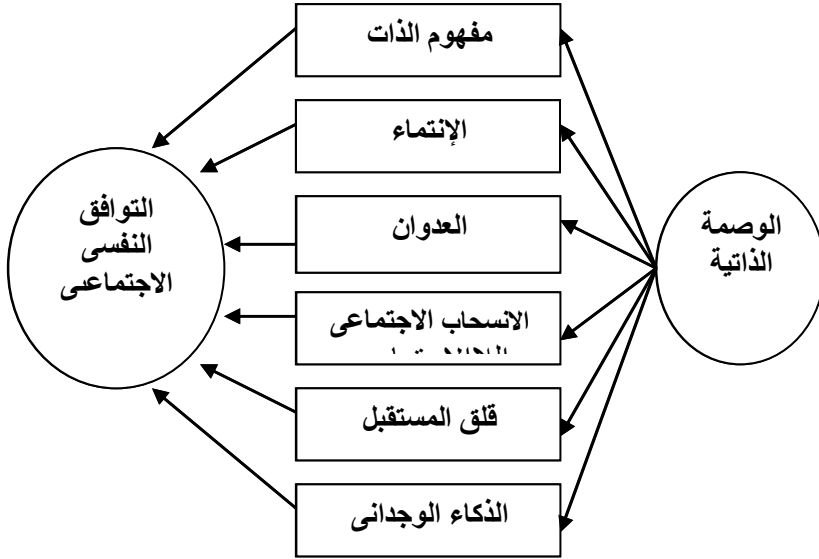 مفهوم الذات
الإنتماء
العدوان
الانسحاب الاجتماعى
قلق المستقبل
الذكاء الوجدانى
الوصمة
الذاتية
التوافق
النفسى
الاجتماعى